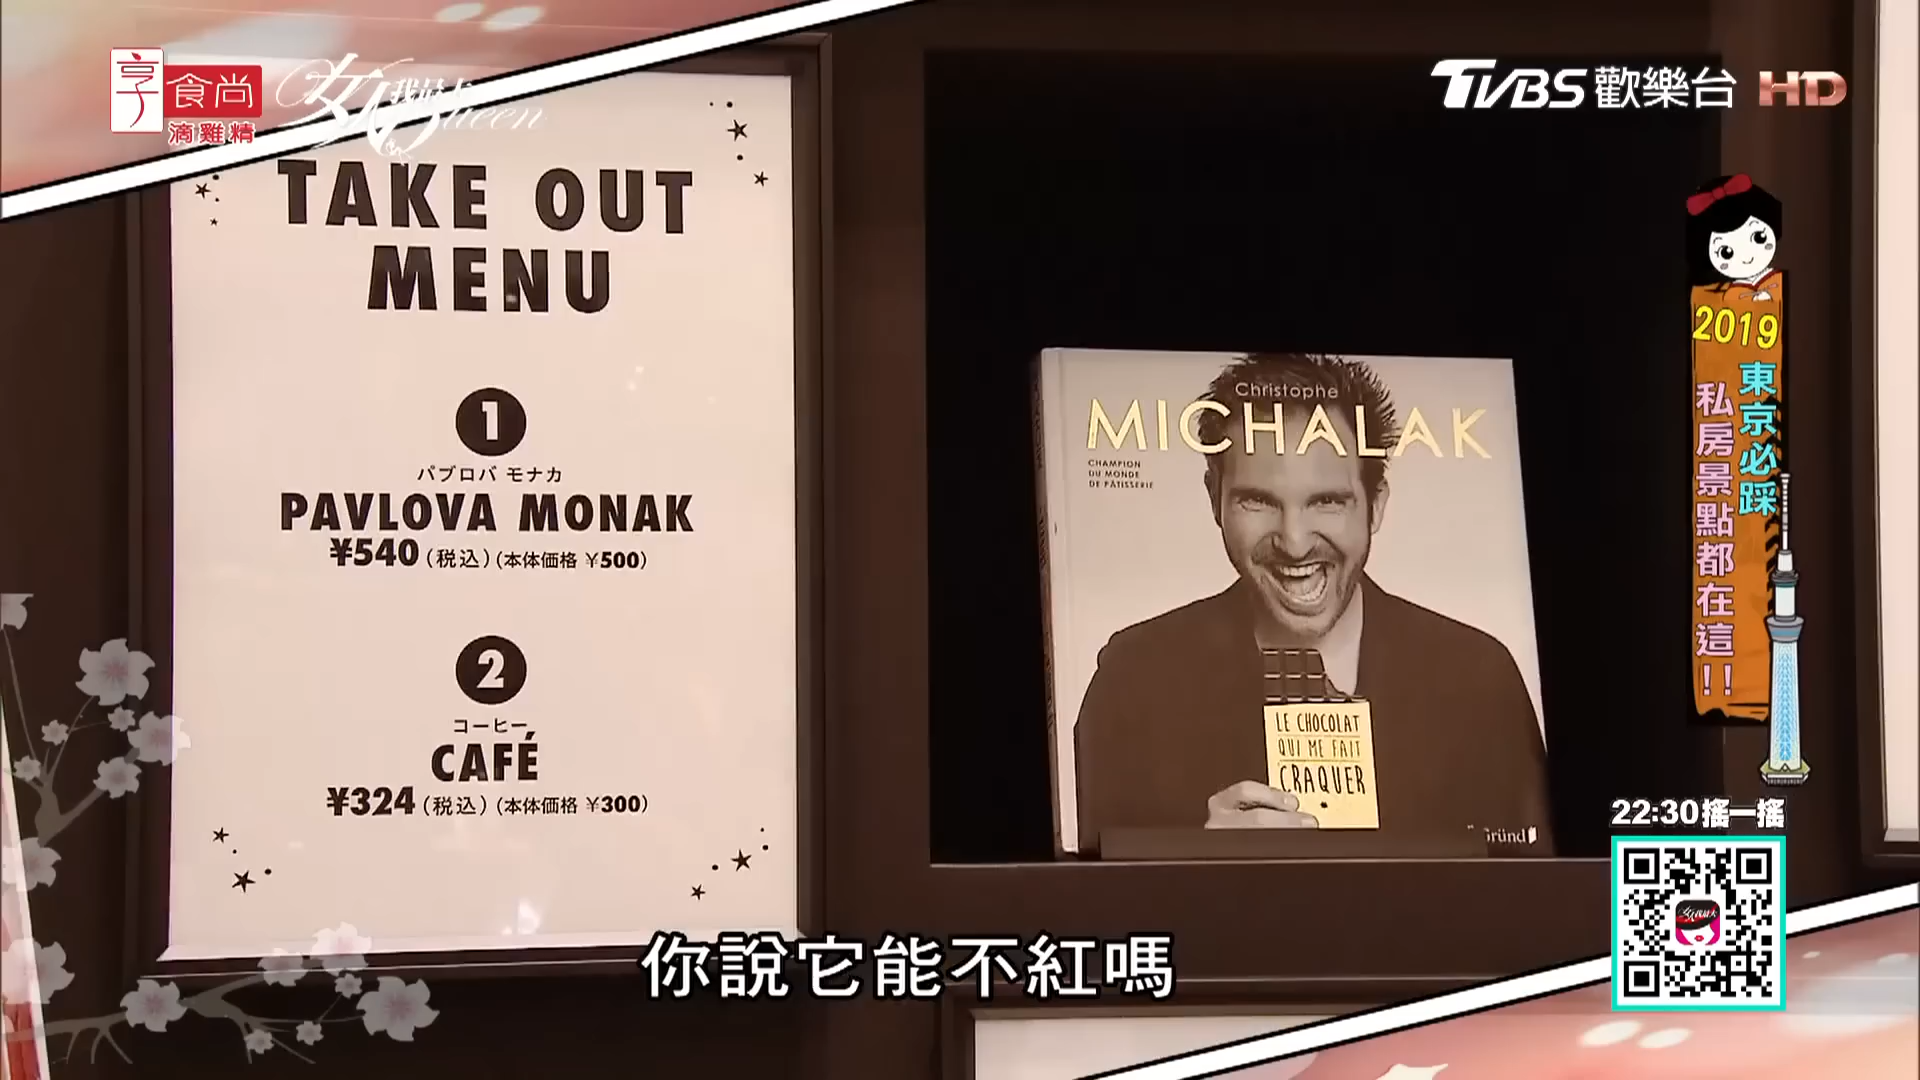 享
食尚
滴雞精
女人我最大
Queen
TVBS歡樂台 HD
TAKE OUT
MENU
1
パブロバ モナカ
PAVLOVA MONAK
¥540(税込)(本体価格 ¥500)
2
コーヒー
CAFÉ
¥324(税込)(本体価格 ¥300)
Christophe
MICHALAK
CHAMPION
DU MONDE
DE PÂTISSERIE
LE CHOCOLAT
QUI ME FAIT
CRAQUER
Gründ
2019
東京必踩
私房景點都在這!!
22:30搖一搖
你說它能不紅嗎